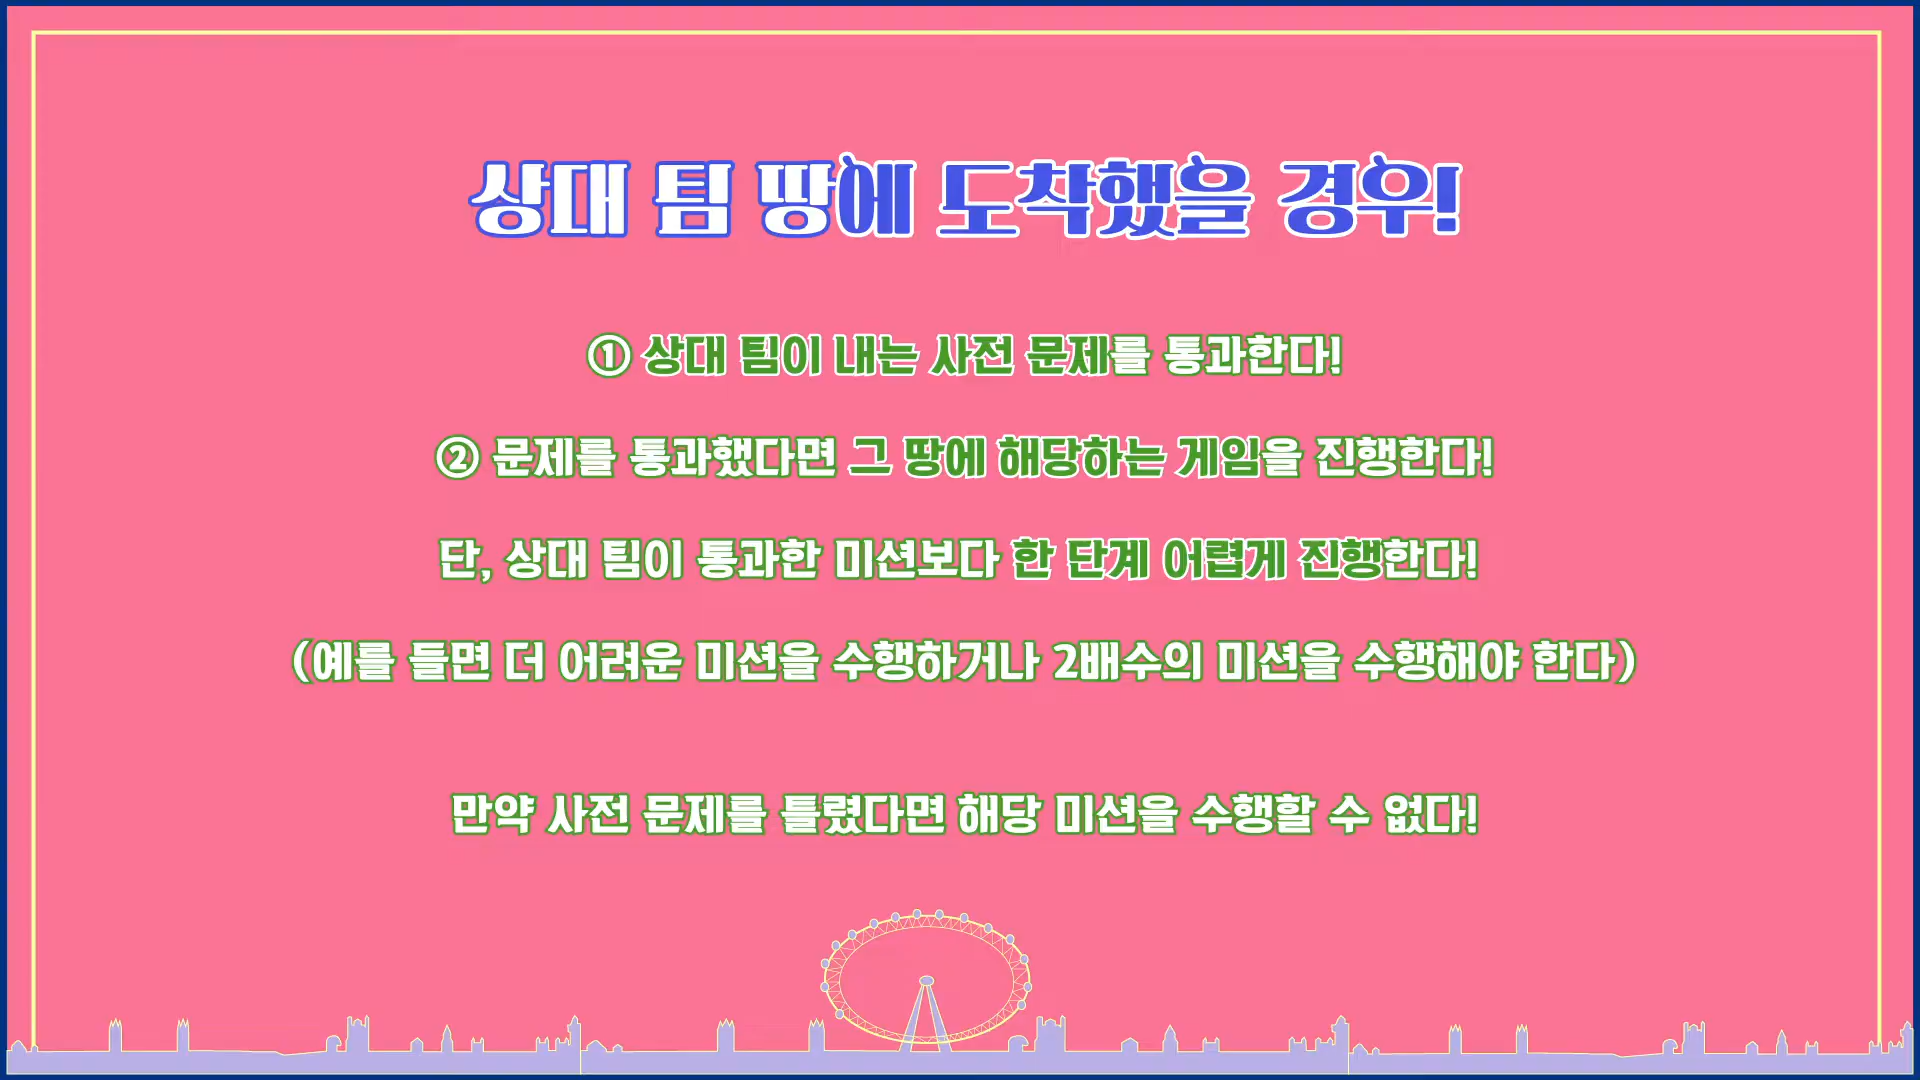 상대 팀 땅에 도착했을 경우!
① 상대 팀이 내는 사전 문제를 통과한다!
② 문제를 통과했다면 그 땅에 해당하는 게임을 진행한다!
단, 상대 팀이 통과한 미션보다 한 단계 어렵게 진행한다!
(예를 들면 더 어려운 미션을 수행하거나 2배수의 미션을 수행해야 한다)
만약 사전 문제를 틀렸다면 해당 미션을 수행할 수 없다!